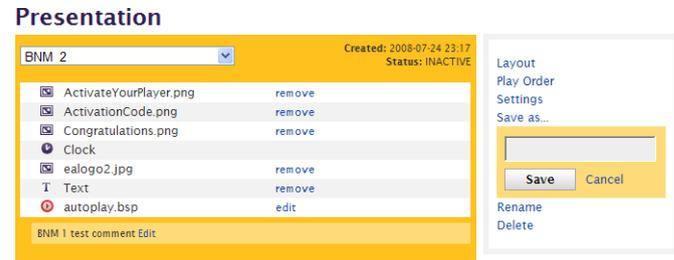 Presentation
BNM 2
Created: 2008-07-24 23:17
Status: INACTIVE
ActivateYourPlayer.png remove
ActivationCode.png remove
Congratulations.png remove
Clock
ealogo2.jpg remove
T Text remove
autoplay.bsp edit
BNM 1 test comment Edit
Layout
Play Order
Settings
Save as...
Save Cancel
Rename
Delete